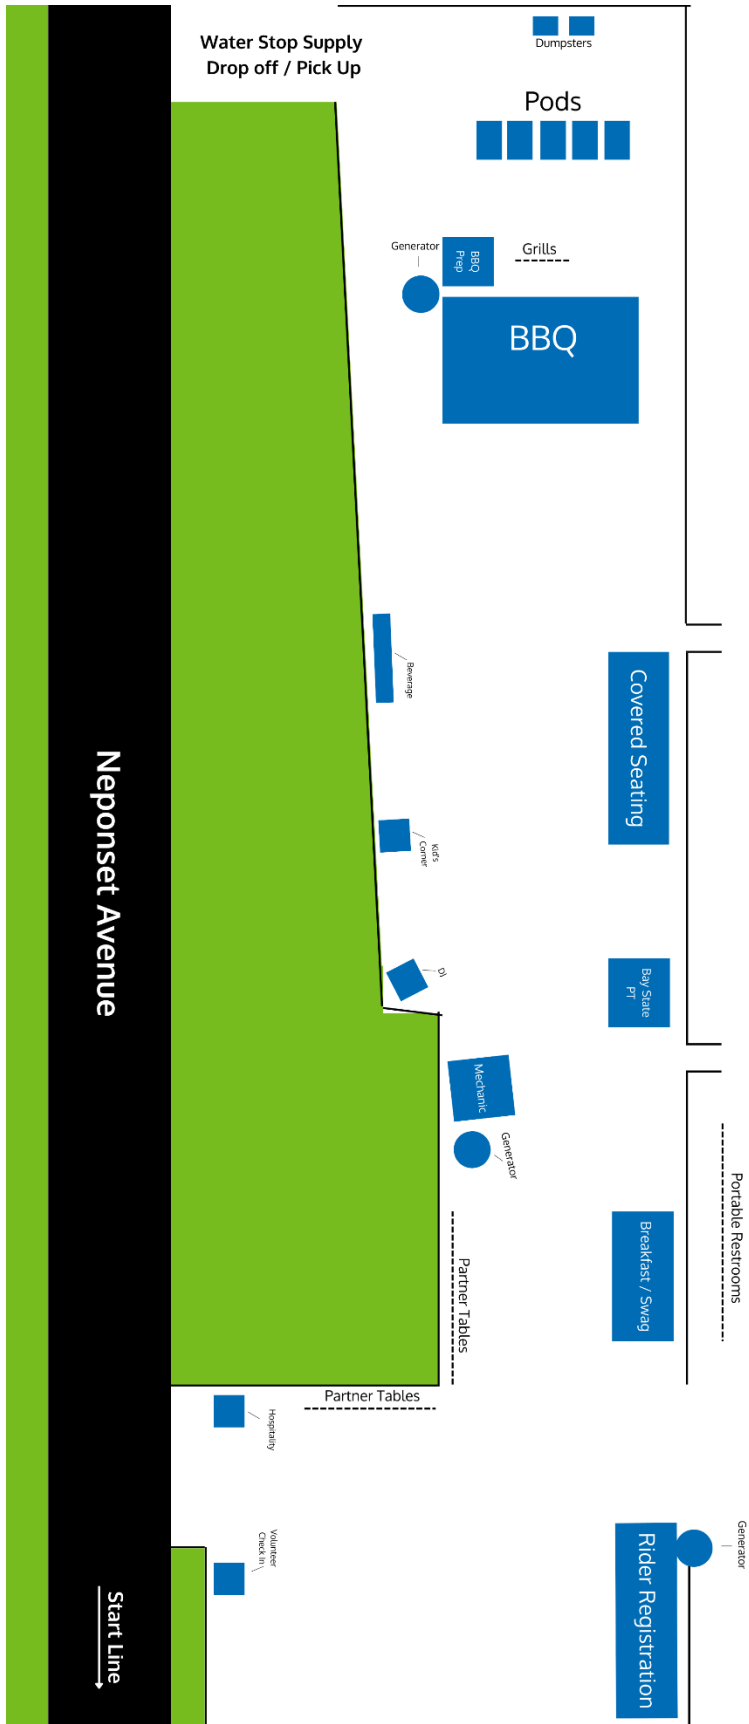 Water Stop Supply
Drop off / Pick Up
Dumpsters
Pods
Generator
BBQ
Prep
Grills
BBQ
Beverage
Covered Seating
Neponset Avenue
Kid's
Corner
DJ
Bay State
PT
Mechanic
Generator
Portable Restrooms
Breakfast / Swag
Partner Tables
Partner Tables
Hospitality
Volunteer
Check In
Generator
Rider Registration
Start Line